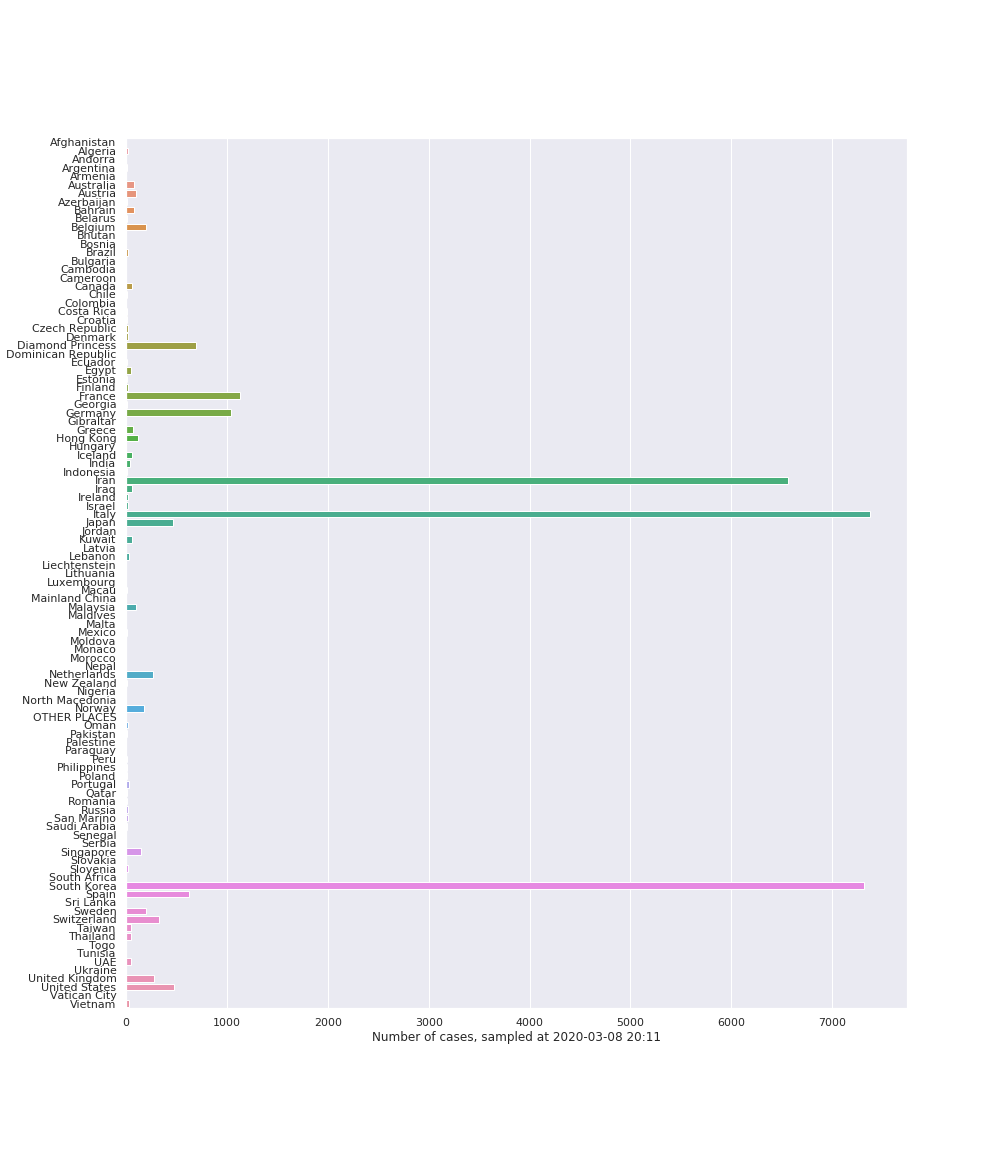 Afghanistan
Algeria
Andorra
Argentina
Armenia
Australia
Austria
Azerbaijan
Bahrain
Belarus
Belgium
Bhutan
Bosnia
Brazil
Bulgaria
Cambodia
Cameroon
Canada
Chile
Colombia
Costa Rica
Croatia
Czech Republic
Denmark
Diamond Princess
Dominican Republic
Ecuador
Egypt
Estonia
Finland
France
Georgia
Germany
Gibraltar
Greece
Hong Kong
Hungary
Iceland
India
Indonesia
Iran
Iraq
Ireland
Israel
Italy
Japan
Jordan
Kuwait
Latvia
Lebanon
Liechtenstein
Lithuania
Luxembourg
Macau
Mainland China
Malaysia
Maldives
Malta
Mexico
Moldova
Monaco
Morocco
Nepal
Netherlands
New Zealand
Nigeria
North Macedonia
Norway
OTHER PLACES
Oman
Pakistan
Palestine
Paraguay
Peru
Philippines
Poland
Portugal
Qatar
Romania
Russia
San Marino
Saudi Arabia
Senegal
Serbia
Singapore
Slovakia
Slovenia
South Africa
South Korea
Spain
Sri Lanka
Sweden
Switzerland
Taiwan
Thailand
Togo
Tunisia
UAE
Ukraine
United Kingdom
United States
Vatican City
Vietnam
0 1000 2000 3000 4000 5000 6000 7000
Number of cases, sampled at 2020-03-08 20:11